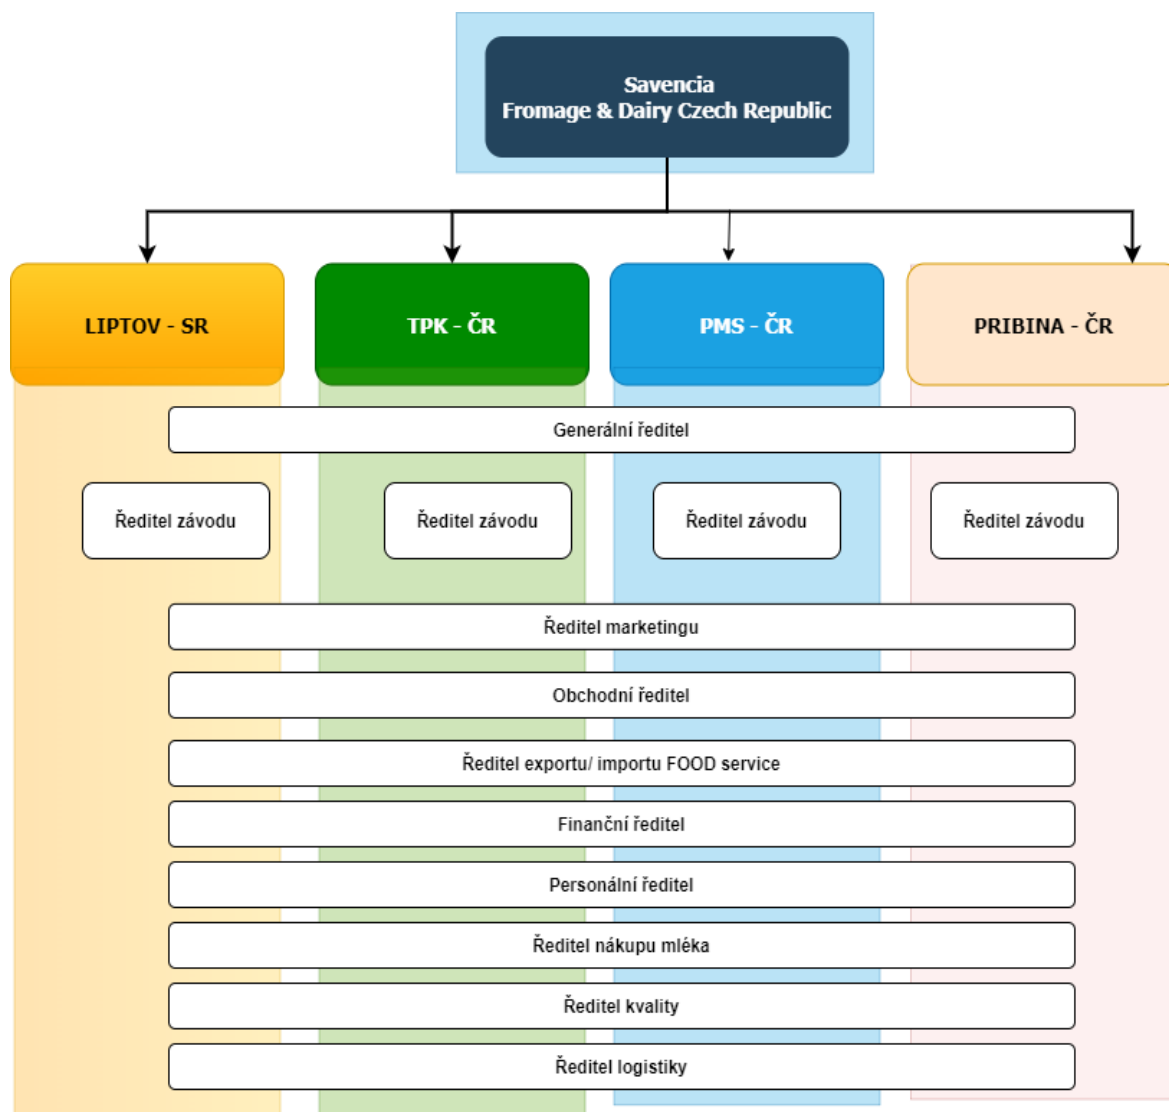 Savencia
Fromage & Dairy Czech Republic
LIPTOV - SR
TPK - ČR
PMS - ČR
PRIBINA - ČR
Generální ředitel
Ředitel závodu
Ředitel závodu
Ředitel závodu
Ředitel závodu
Ředitel marketingu
Obchodní ředitel
Ředitel exportu/ importu FOOD service
Finanční ředitel
Personální ředitel
Ředitel nákupu mléka
Ředitel kvality
Ředitel logistiky